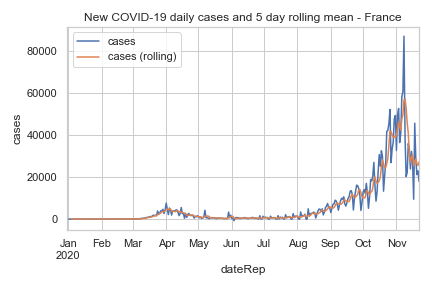 New COVID-19 daily cases and 5 day rolling mean - France
cases
cases (rolling)
80000
60000
40000
20000
0
cases
Jan Feb Mar Apr May Jun Jul Aug Sep Oct Nov
2020
dateRep